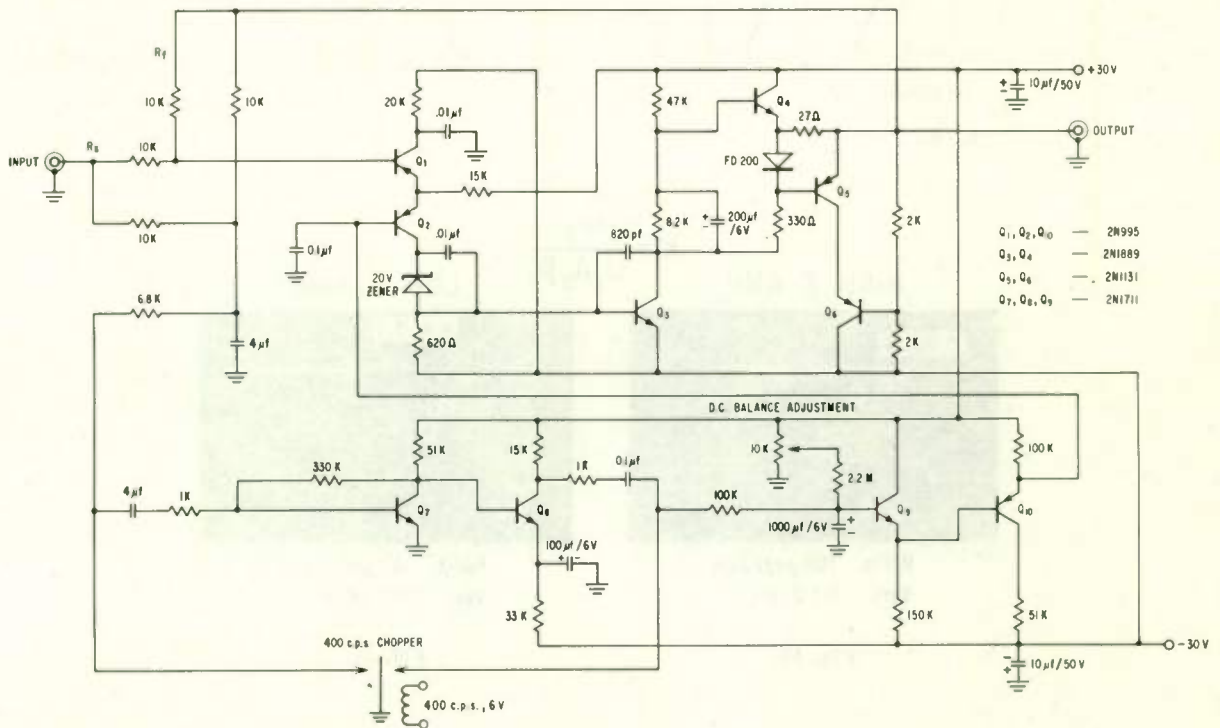 Rf
10K
10K
20K
.01µf
47K
Q4
27Ω
+
-
10µf/50V
+30V
Rs
INPUT
10K
Q1
15K
FD 200
OUTPUT
10K
Q2
.01µf
820pf
8.2K
+
-
200µf
/6V
330Ω
Q5
2K
0.1µf
20V
ZENER
Q1, Q2, Q10 — 2N995
Q3, Q4 — 2N1889
Q5, Q6 — 2N1131
Q7, Q8, Q9 — 2N1711
6.8K
4µf
620Ω
Q3
Q6
2K
D.C. BALANCE ADJUSTMENT
330K
51K
15K
1K
0.1µf
10K
2.2M
100K
4µf
1K
Q7
Q8
100K
1000µf/6V
+
-
Q9
Q10
100µf/6V
+
-
33K
150K
51K
-30V
400 c.p.s CHOPPER
400 c.p.s., 6V
-
+
10µf/50V